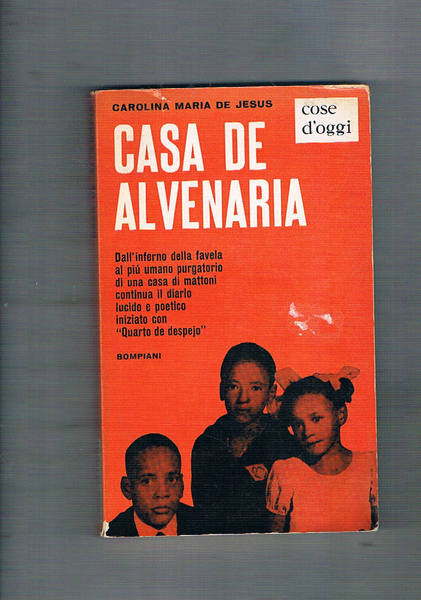 CAROLINA MARIA DE JESUS
cose
d'oggi
CASA DE
ALVENARIA
Dall'inferno della favela
al più umano purgatorio
di una casa di mattoni
continua il diario
lucido e poetico
iniziato con
"Quarto de despejo"
BOMPIANI